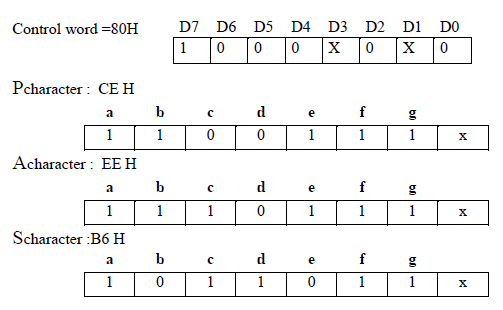 Control word =80H D7 D6 D5 D4 D3 D2 D1 D0
1 0 0 0 X 0 X 0
Pcharacter : CE H
a b c d e f g
1 1 0 0 1 1 1 x
Acharacter : EE H
a b c d e f g
1 1 1 0 1 1 1 x
Scharacter :B6 H
a b c d e f g
1 0 1 1 0 1 1 x